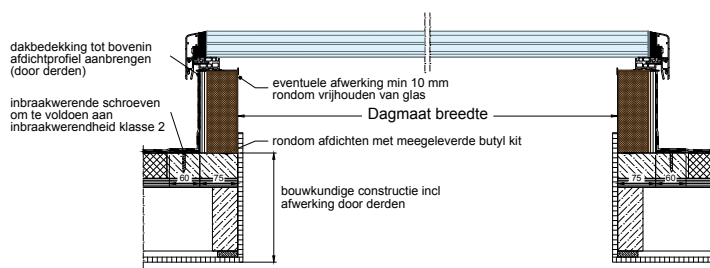 dakbedekking tot bovenin
afdichtprofiel aanbrengen
(door derden)
inbraakwerende schroeven
om te voldoen aan
inbraakwerendheid klasse 2
eventuele afwerking min 10 mm
rondom vrijhouden van glas
Dagmaat breedte
rondom afdichten met meegeleverde butyl kit
60
75
75
60
bouwkundige constructie incl
afwerking door derden